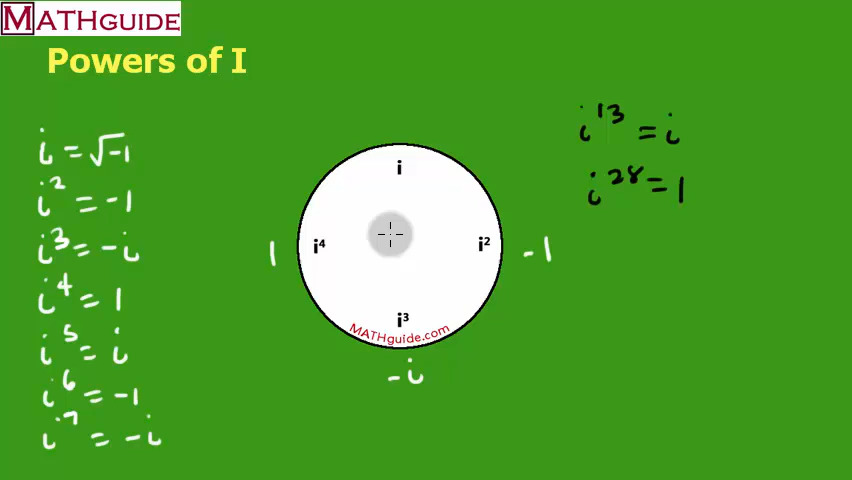 MATHGUIDE
Powers of I
i = √-1
i² = -1
i³ = -i
i⁴ = 1
i⁵ = i
i⁶ = -1
i⁷ = -i
i
i²
i³
i⁴
MATHguide.com
1
-1
-i
i¹³ = i
i²⁸ = 1